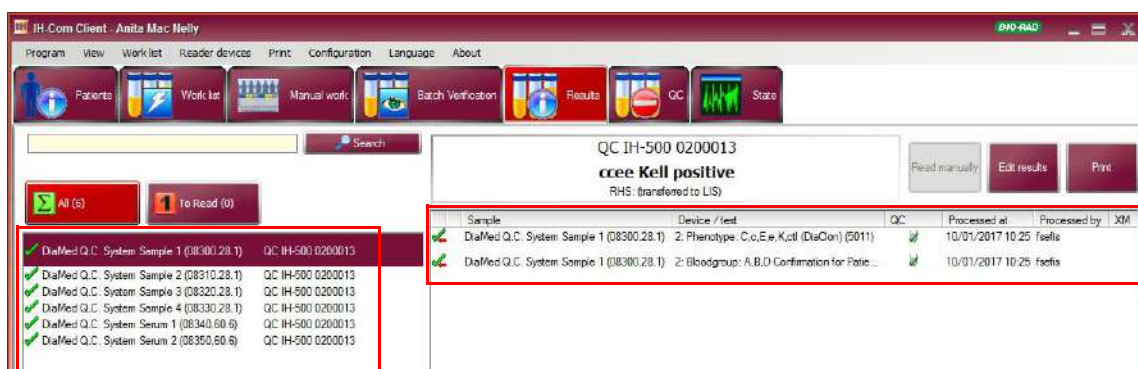 IH-Com Client - Anita Mac Nelly
BIO-RAD
Program View Work list Reader devices Print Configuration Language About
Patients
Work list
Manual work
Batch Verification
Results
QC
Stats
Search
All (6)
1 To Read (0)
QC IH-500 0200013
ccee Kell positive
RHS: (transferred to LIS)
Read manually
Edit results
Print
DiaMed Q.C. System Sample 1 (08300.28.1) QC IH-500 0200013
DiaMed Q.C. System Sample 2 (08310.28.1) QC IH-500 0200013
DiaMed Q.C. System Sample 3 (08320.28.1) QC IH-500 0200013
DiaMed Q.C. System Sample 4 (08330.28.1) QC IH-500 0200013
DiaMed Q.C. System Serum 1 (08340.60.6) QC IH-500 0200013
DiaMed Q.C. System Serum 2 (08350.60.6) QC IH-500 0200013
Sample Device / test QC Processed at Processed by XM
DiaMed Q.C. System Sample 1 (08300.28.1) 2: Phenotype: C,c,E,e,K,ctl (DiaClon) (5011) 10/01/2017 10:25 fsefis
DiaMed Q.C. System Sample 1 (08300.28.1) 2: Bloodgroup: A,B,D Confirmation for Patie... 10/01/2017 10:25 fsefis